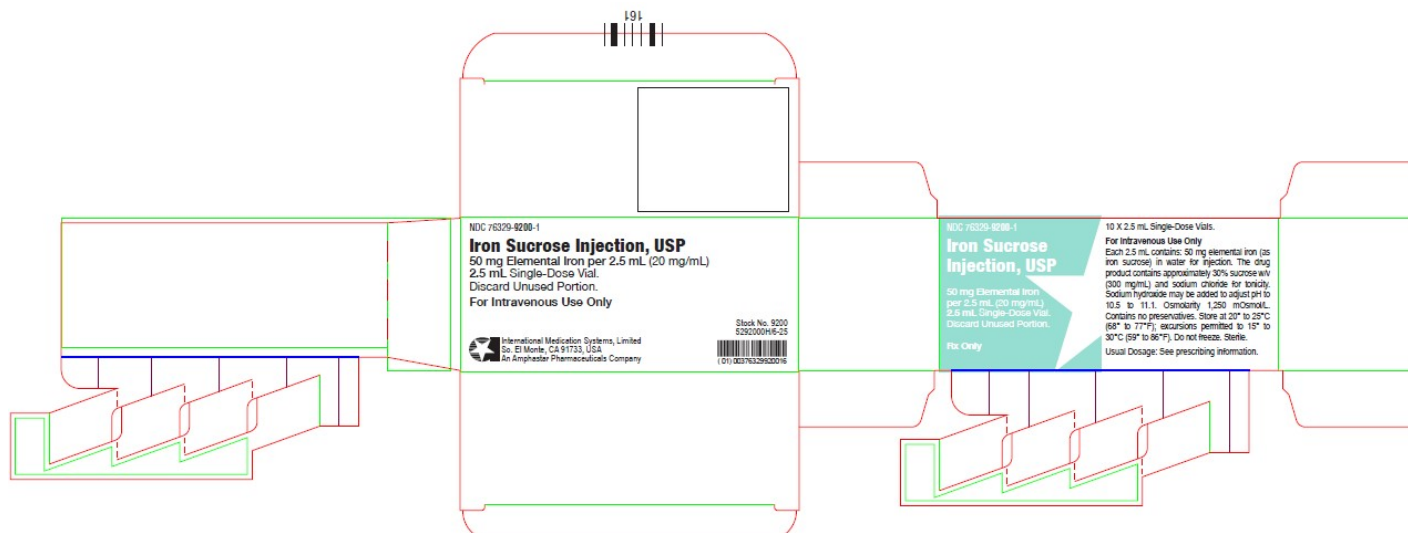 161
NDC 76329-9200-1
Iron Sucrose Injection, USP
50 mg Elemental Iron per 2.5 mL (20 mg/mL)
2.5 mL Single-Dose Vial.
Discard Unused Portion.
For Intravenous Use Only
Stock No. 9200
5292000H/6-25
International Medication Systems, Limited
So. El Monte, CA 91733, USA
An Amphastar Pharmaceuticals Company
(01) 00376329920016
NDC 76329-9200-1
Iron Sucrose
Injection, USP
50 mg Elemental Iron
per 2.5 mL (20 mg/mL)
2.5 mL Single-Dose Vial.
Discard Unused Portion.
Rx Only
10 X 2.5 mL Single-Dose Vials.
For Intravenous Use Only
Each 2.5 mL contains: 50 mg elemental iron (as
iron sucrose) in water for injection. The drug
product contains approximately 30% sucrose w/v
(300 mg/mL) and sodium chloride for tonicity.
Sodium hydroxide may be added to adjust pH to
10.5 to 11.1. Osmolarity 1,250 mOsmol/L.
Contains no preservatives. Store at 20° to 25°C
(68° to 77°F); excursions permitted to 15° to
30°C (59° to 86°F). Do not freeze. Sterile.
Usual Dosage: See prescribing information.